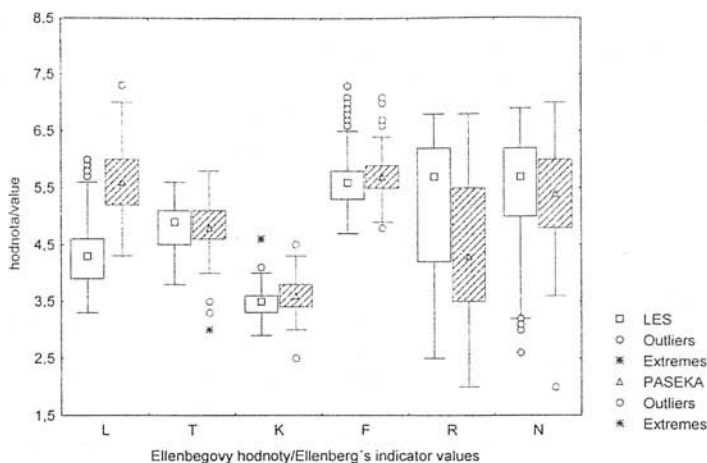 8.5
7,5
6.5
5.5
4.5
3.5
2.5
1,5
hodnota/value
L T K F R N
Ellenbegovy hodnoty/Ellenberg´s indicator values
LES
Outliers
Extremes
PASEKA
Outliers
Extremes